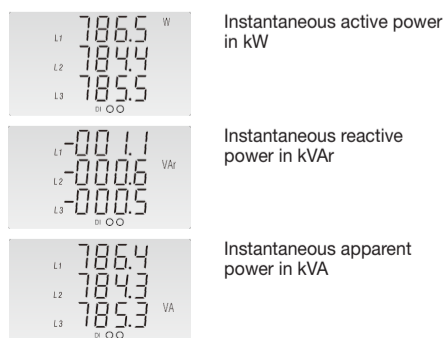 L1 786.5 W
L2 784.4
L3 785.5
DI
Instantaneous active power
in kW
L1 -001.1
L2 -000.6 VAr
L3 -000.5
DI
Instantaneous reactive
power in kVAr
L1 786.4
L2 784.3
L3 785.3 VA
DI
Instantaneous apparent
power in kVA